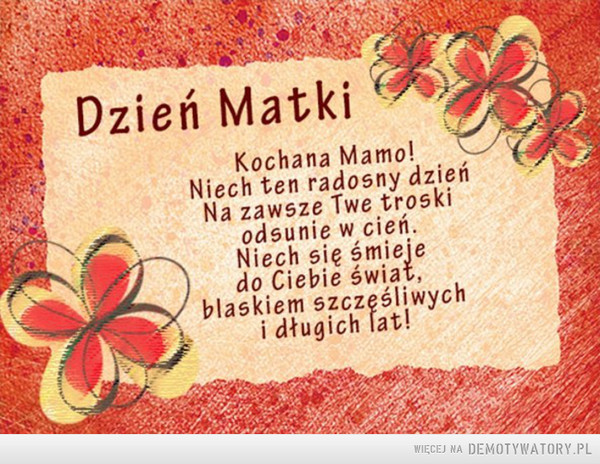 Dzień Matki
Kochana Mamo!
Niech ten radosny dzień
Na zawsze Twe troski
odsunie w cień.
Niech się śmieje
do Ciebie świat,
blaskiem szczęśliwych
i długich lat!
WIĘCEJ NA DEMOTYWATORY.PL